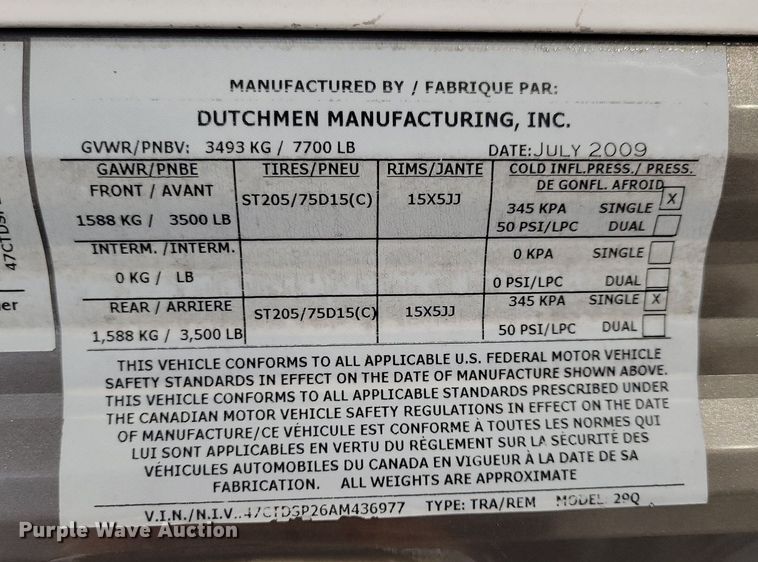 MANUFACTURED BY / FABRIQUE PAR:
DUTCHMEN MANUFACTURING, INC.
GVWR/PNBV: 3493 KG / 7700 LB DATE: JULY 2009
GAWR/PNBE TIRES/PNEU RIMS/JANTE COLD INFL.PRESS./ PRESS.
DE GONFL. AFROID
FRONT / AVANT ST205/75D15(C) 15X5JJ 345 KPA SINGLE X
1588 KG / 3500 LB 50 PSI/LPC DUAL
INTERM. /INTERM. 0 KPA SINGLE
0 KG / LB 0 PSI/LPC DUAL
REAR / ARRIERE ST205/75D15(C) 15X5JJ 345 KPA SINGLE X
1,588 KG / 3,500 LB 50 PSI/LPC DUAL
THIS VEHICLE CONFORMS TO ALL APPLICABLE U.S. FEDERAL MOTOR VEHICLE
SAFETY STANDARDS IN EFFECT ON THE DATE OF MANUFACTURE SHOWN ABOVE.
THIS VEHICLE CONFORMS TO ALL APPLICABLE STANDARDS PRESCRIBED UNDER
THE CANADIAN MOTOR VEHICLE SAFETY REGULATIONS IN EFFECT ON THE DATE
OF MANUFACTURE/CE VÉHICULE EST CONFORME À TOUTES LES NORMES QUI
LUI SONT APPLICABLES EN VERTU DU RÈGLEMENT SUR LA SÉCURITÉ DES
VÉHICULES AUTOMOBILES DU CANADA EN VIGUEUR À LA DATE DE SA
FABRICATION. ALL WEIGHTS ARE APPROXIMATE
V.I.N./N.I.V.:47CTDSP26AM436977 TYPE: TRA/REM MODEL: 29Q
er
Purple Wave Auction